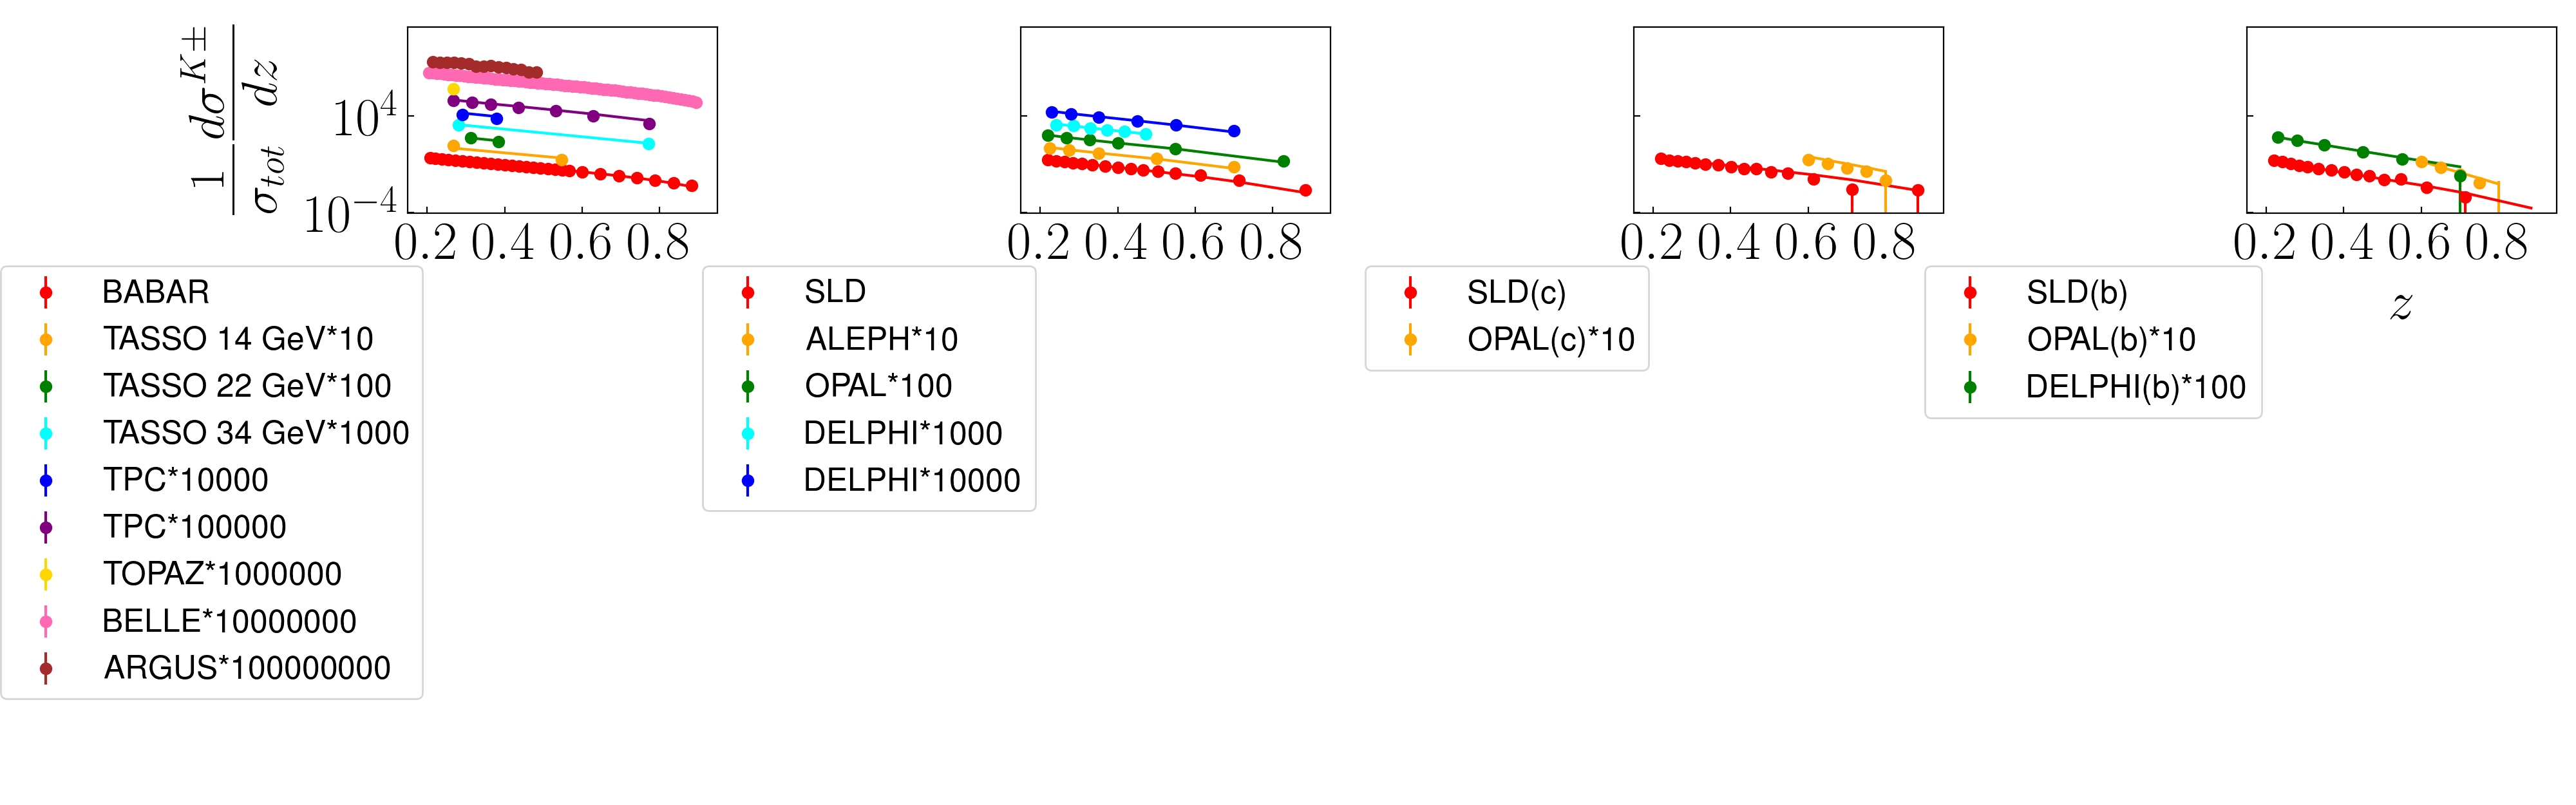 1 dσ^{K±}
σ_{tot} dz
10^4
10^{-4}
0.2 0.4 0.6 0.8
0.2 0.4 0.6 0.8
0.2 0.4 0.6 0.8
0.2 0.4 0.6 0.8
z
BABAR
TASSO 14 GeV*10
TASSO 22 GeV*100
TASSO 34 GeV*1000
TPC*10000
TPC*100000
TOPAZ*1000000
BELLE*10000000
ARGUS*100000000
SLD
ALEPH*10
OPAL*100
DELPHI*1000
DELPHI*10000
SLD(c)
OPAL(c)*10
SLD(b)
OPAL(b)*10
DELPHI(b)*100